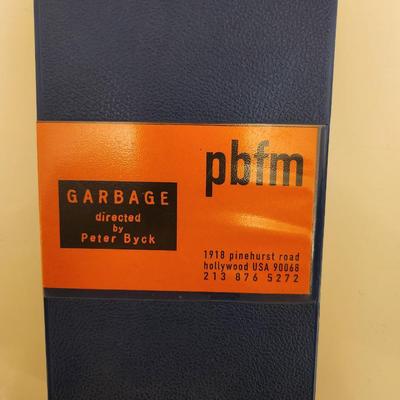 pbfm
GARBAGE
directed
by
Peter Byck
1918 pinehurst road
hollywood USA 90068
213 876 5272